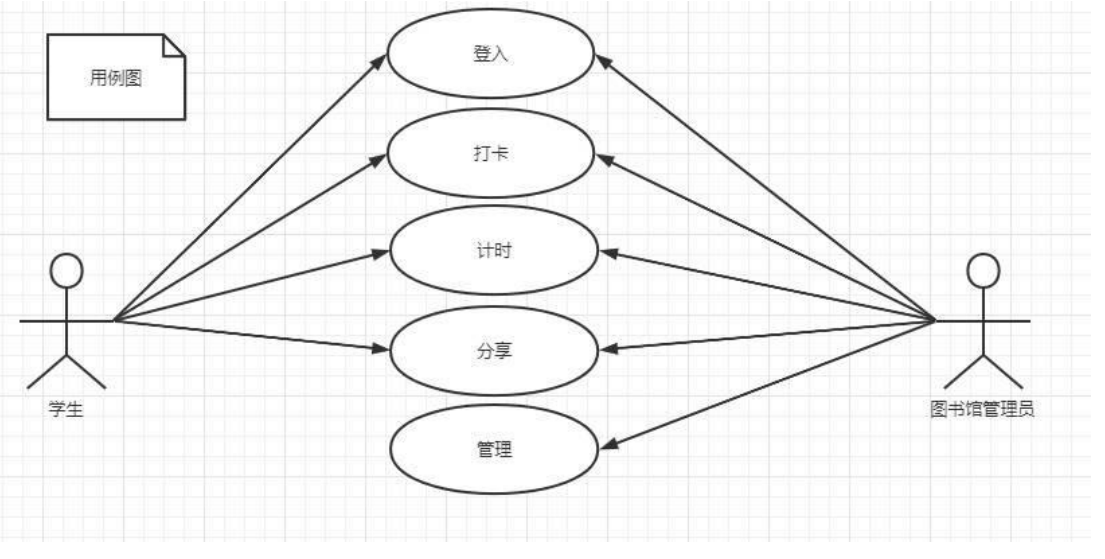 用例图
登入
打卡
计时
分享
管理
学生
图书馆管理员